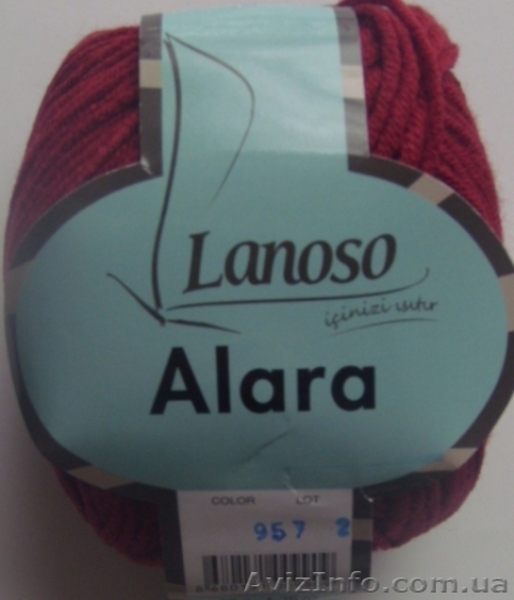 Lanoso
içinizi ısıtır
Alara
COLOR LOT
957 2
AvizInfo.com.ua